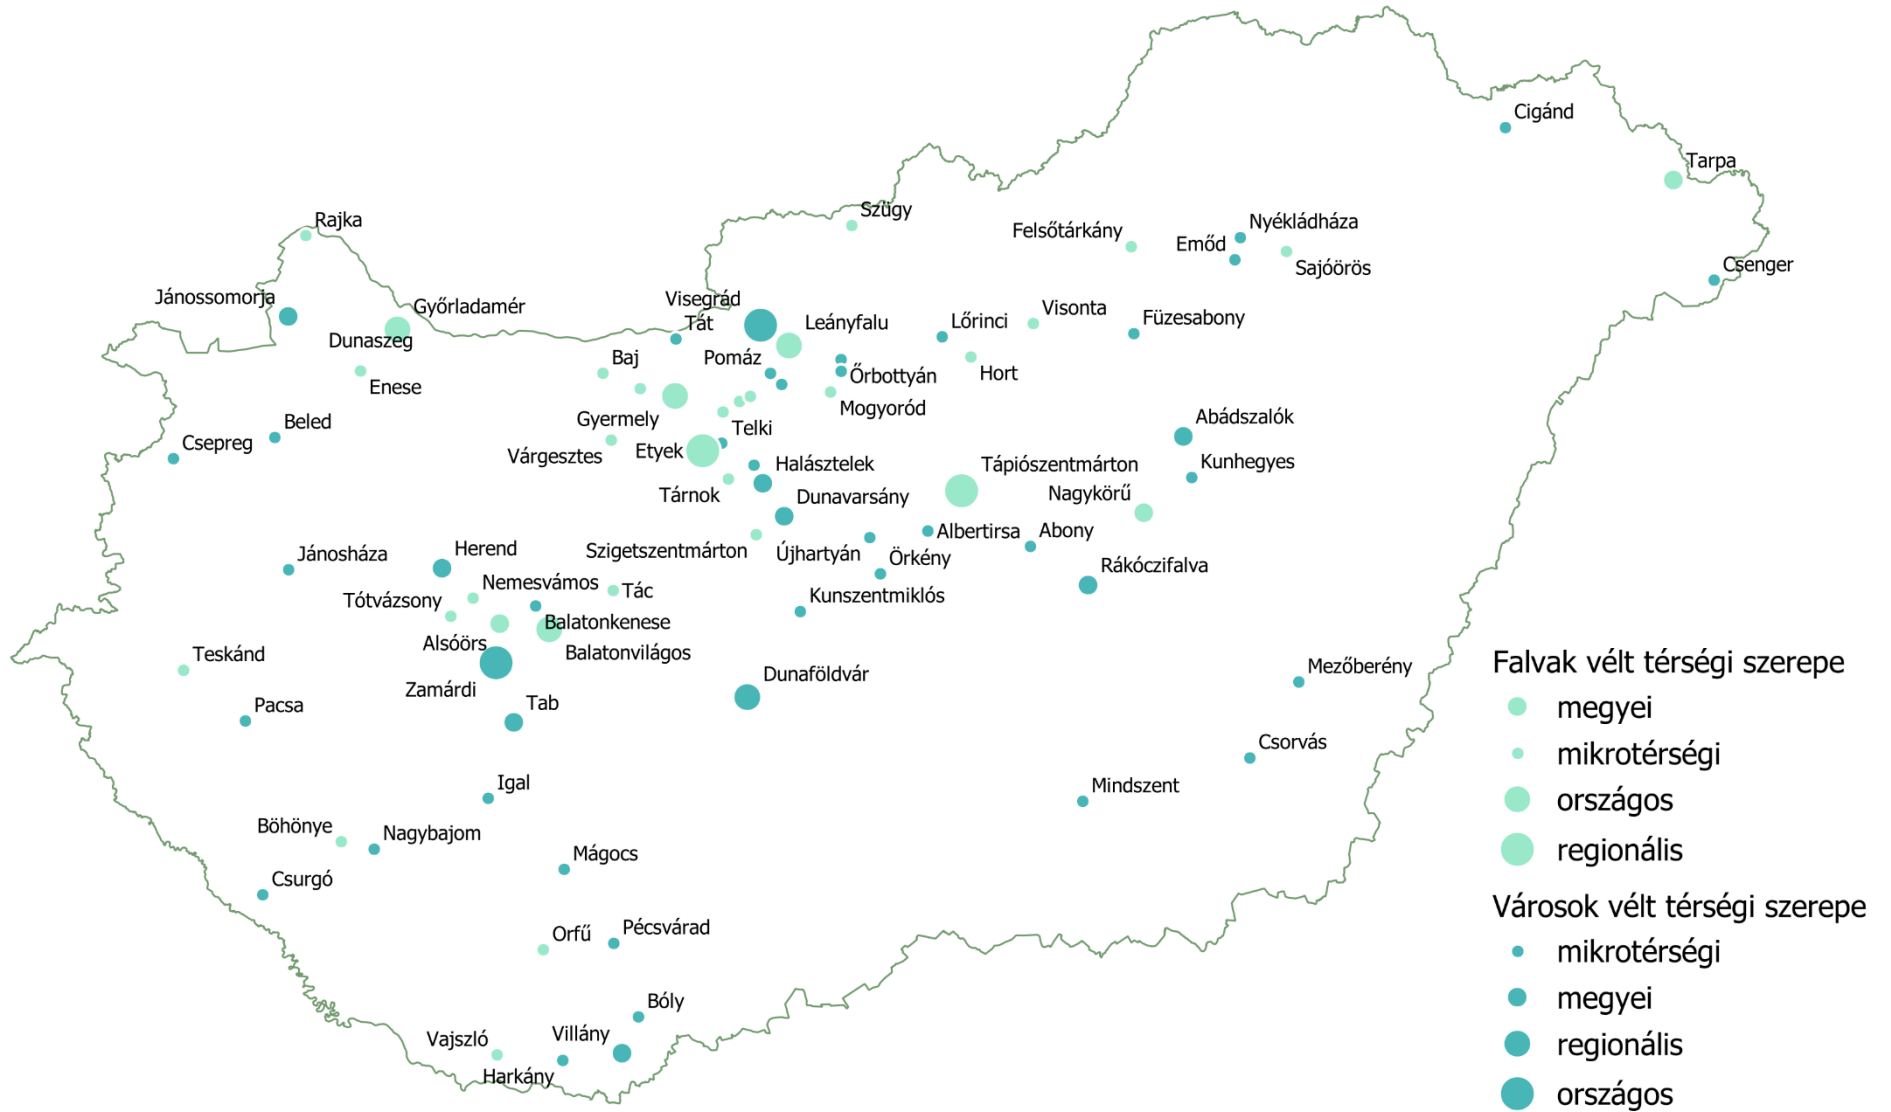 Cigánd
Tarpa
Szügy
Rajka
Felsőtárkány
Nyékládháza
Emőd
Sajóörös
Csenger
Jánossomorja
Győrladamér
Visegrád
Tát
Leányfalu
Lőrinci
Visonta
Füzesabony
Dunaszeg
Baj
Pomáz
Őrbottyán
Hort
Enese
Mogyoród
Beled
Gyermely
Abádszalók
Csepreg
Telki
Várgesztes
Etyek
Halásztelek
Tápiószentmárton
Kunhegyes
Tárnok
Dunavarsány
Nagykörű
Albertirsa
Abony
Jánosháza
Herend
Szigetszentmárton
Újhartyán
Örkény
Rákóczifalva
Nemesvámos
Tác
Tótvázsony
Kunszentmiklós
Balatonkenese
Alsóörs
Balatonvilágos
Teskánd
Zamárdi
Dunaföldvár
Mezőberény
Pacsa
Tab
Csorvás
Igal
Mindszent
Böhönye
Nagybajom
Mágocs
Csurgó
Orfű
Pécsvárad
Bóly
Vajszló
Villány
Harkány
Falvak vélt térségi szerepe
megyei
mikrotérségi
országos
regionális
Városok vélt térségi szerepe
mikrotérségi
megyei
regionális
országos